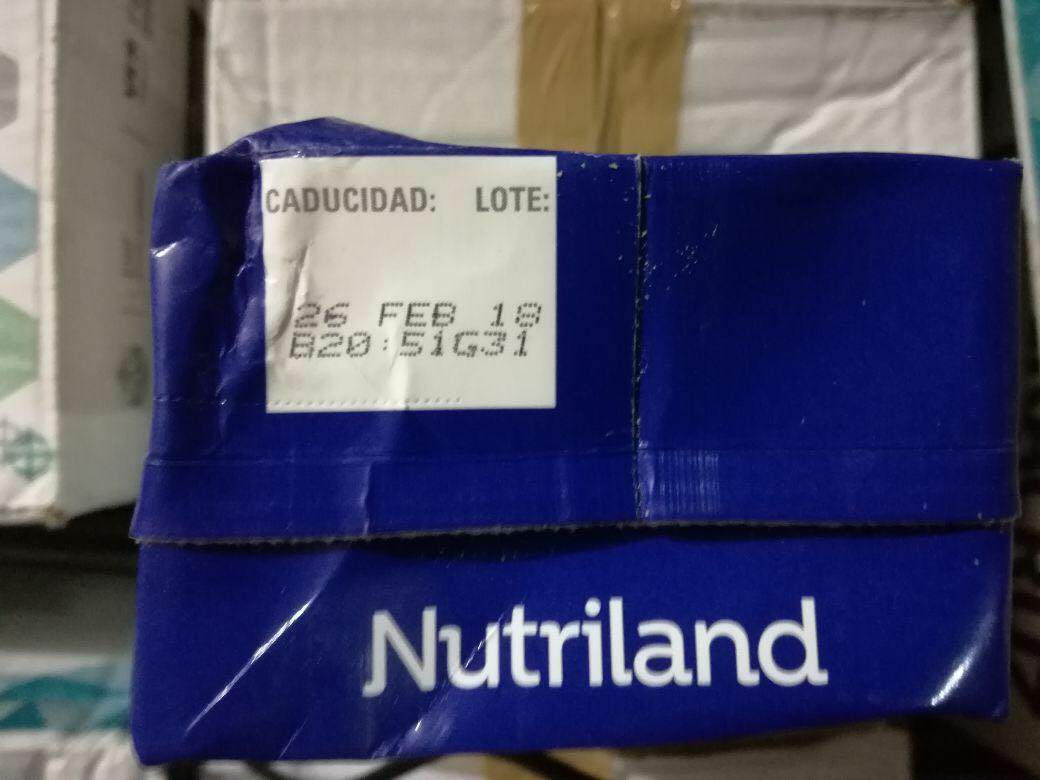 CADUCIDAD: LOTE:
26 FEB 18
B20:51G31
Nutriland